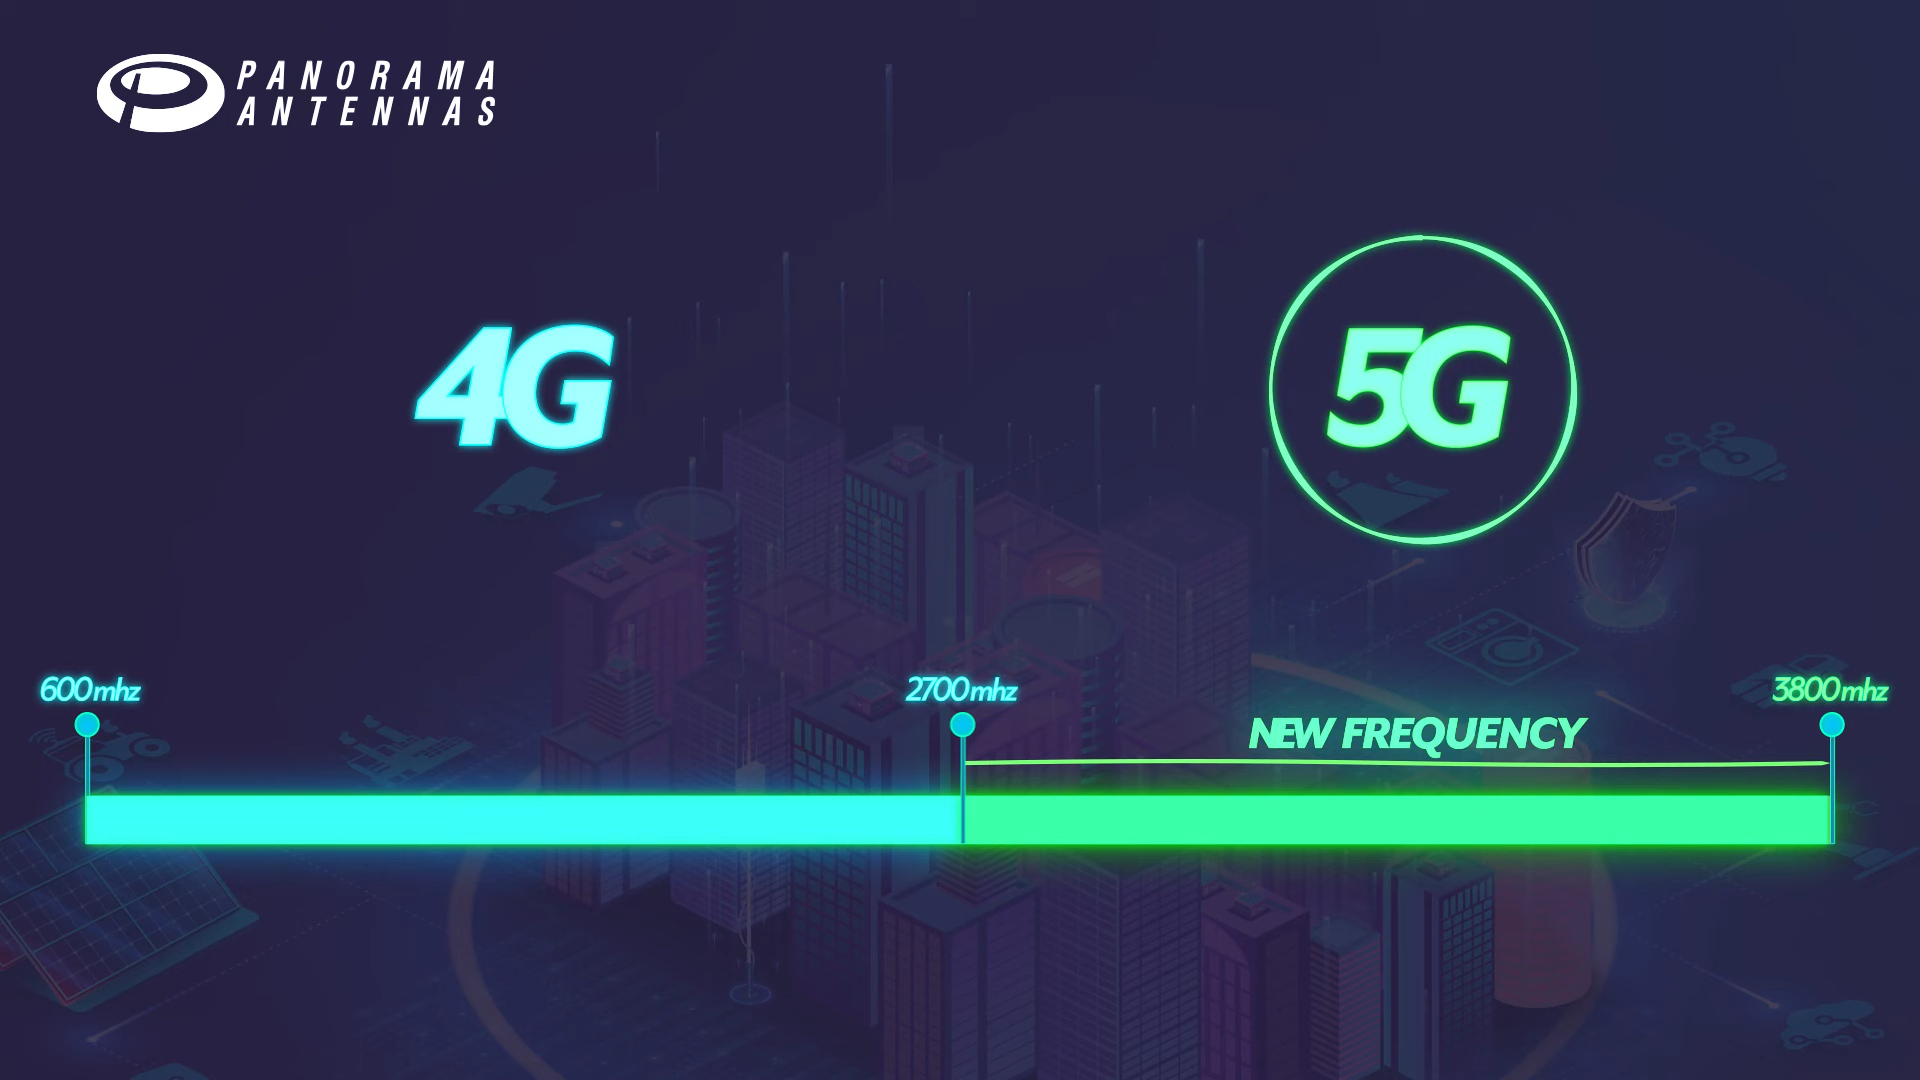 PANORAMA
ANTENNAS
4G
5G
600mhz
2700mhz
3800mhz
NEW FREQUENCY